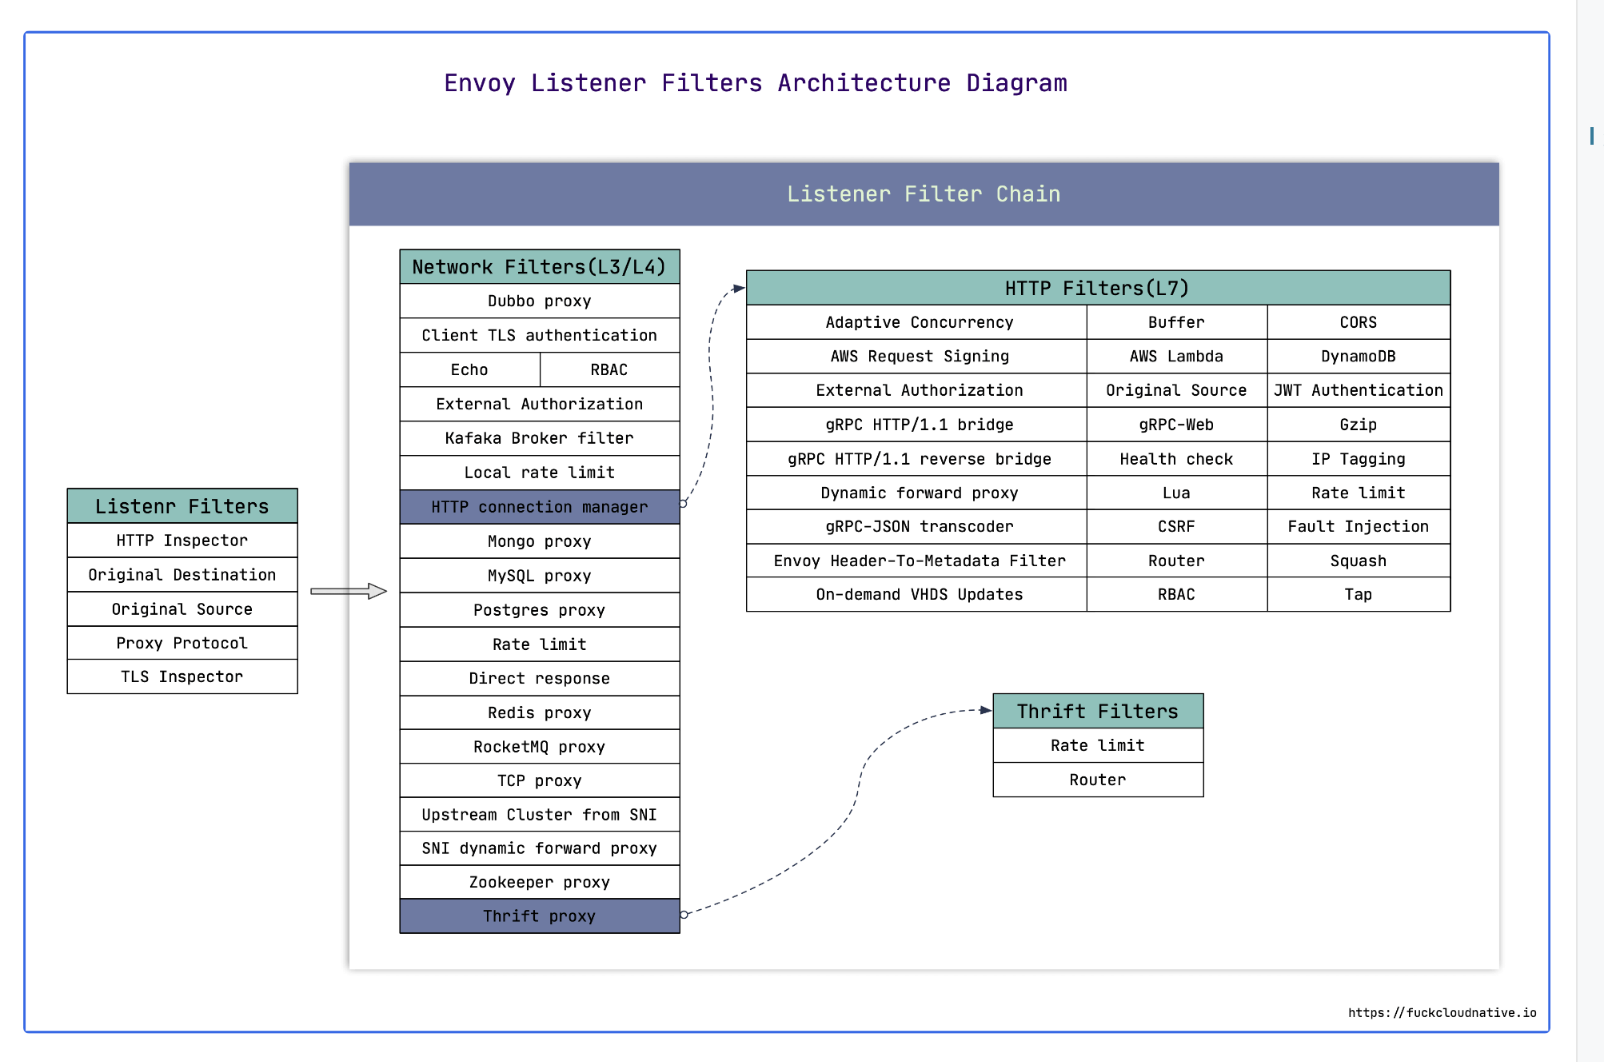 Envoy Listener Filters Architecture Diagram
Listener Filter Chain
Listenr Filters
HTTP Inspector
Original Destination
Original Source
Proxy Protocol
TLS Inspector
Network Filters(L3/L4)
Dubbo proxy
Client TLS authentication
Echo RBAC
External Authorization
Kafaka Broker filter
Local rate limit
HTTP connection manager
Mongo proxy
MySQL proxy
Postgres proxy
Rate limit
Direct response
Redis proxy
RocketMQ proxy
TCP proxy
Upstream Cluster from SNI
SNI dynamic forward proxy
Zookeeper proxy
Thrift proxy
HTTP Filters(L7)
Adaptive Concurrency Buffer CORS
AWS Request Signing AWS Lambda DynamoDB
External Authorization Original Source JWT Authentication
gRPC HTTP/1.1 bridge gRPC-Web Gzip
gRPC HTTP/1.1 reverse bridge Health check IP Tagging
Dynamic forward proxy Lua Rate limit
gRPC-JSON transcoder CSRF Fault Injection
Envoy Header-To-Metadata Filter Router Squash
On-demand VHDS Updates RBAC Tap
Thrift Filters
Rate limit
Router
https://fuckcloudnative.io